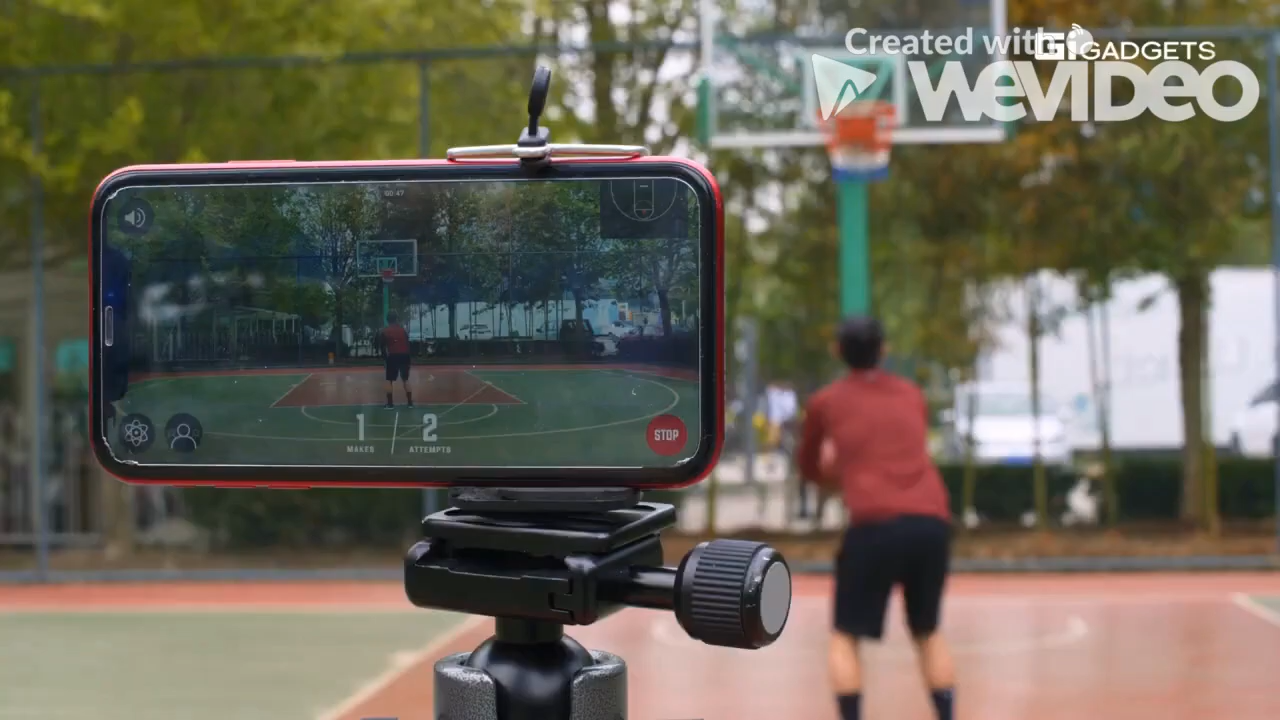 Created with
GiGADGETS
WeVideo
00:47
1
MAKES
2
ATTEMPTS
STOP